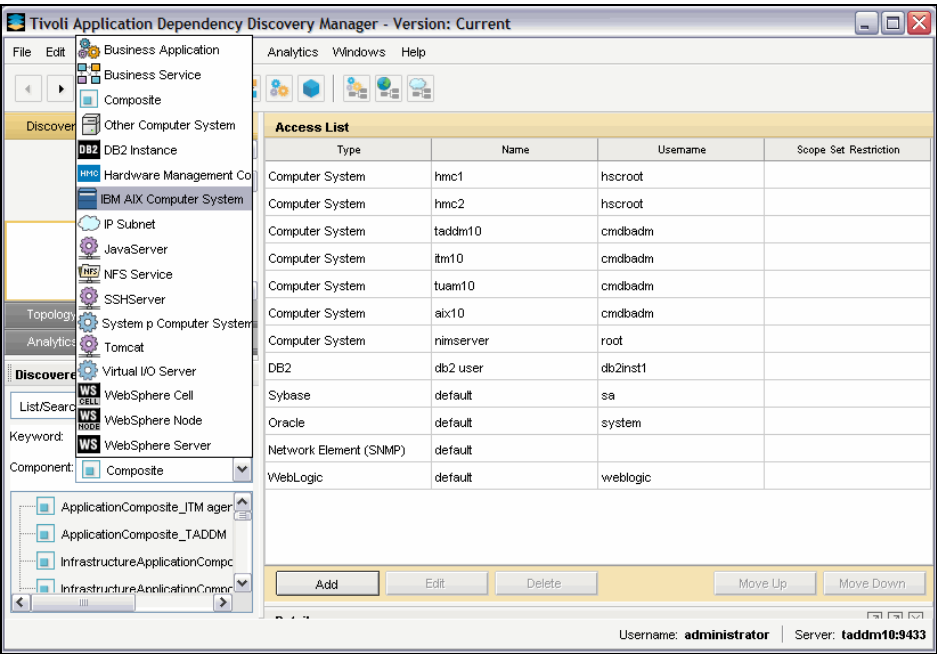 Tivoli Application Dependency Discovery Manager - Version: Current
File Edit Analytics Windows Help
Business Application
Business Service
Composite
Other Computer System
DB2 DB2 Instance
HMC Hardware Management Co
IBM AIX Computer System
IP Subnet
JavaServer
NFS NFS Service
SSHServer
System p Computer Systems
Tomcat
Virtual I/O Server
WS CELL WebSphere Cell
WS NODE WebSphere Node
WS WebSphere Server
Discover
Topology
Analytics
Discovere
List/Searc
Keyword:
Component: Composite
ApplicationComposite_ITM agen
ApplicationComposite_TADDM
InfrastructureApplicationCompo
InfrastructureApplicationCompo
Access List
Type Name Username Scope Set Restriction
Computer System hmc1 hscroot
Computer System hmc2 hscroot
Computer System taddm10 cmdbadm
Computer System itm10 cmdbadm
Computer System tuam10 cmdbadm
Computer System aix10 cmdbadm
Computer System nimserver root
DB2 db2 user db2inst1
Sybase default sa
Oracle default system
Network Element (SNMP) default
WebLogic default weblogic
Add Edit Delete Move Up Move Down
Username: administrator Server: taddm10:9433